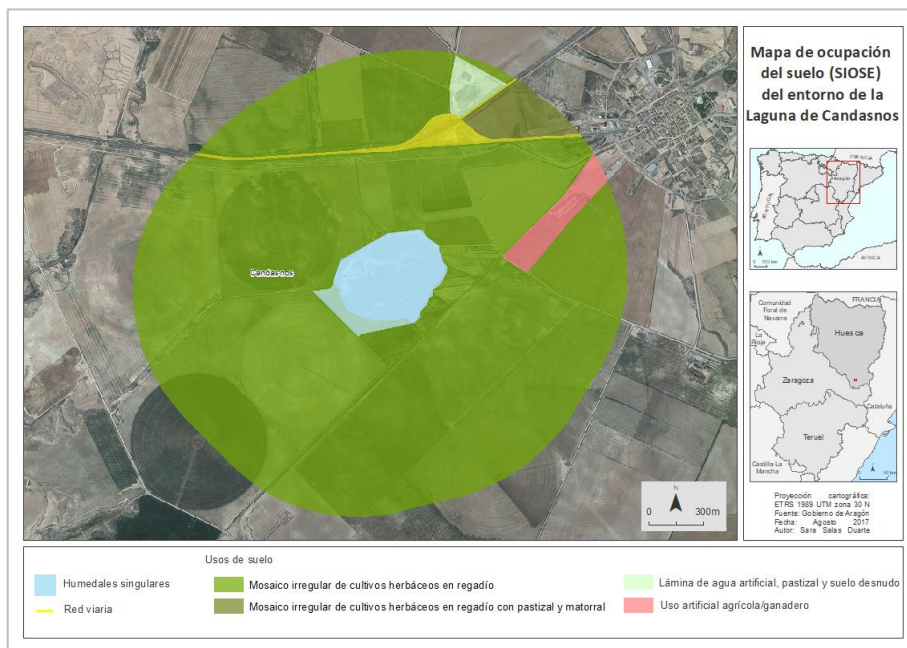 Mapa de ocupación
del suelo (SIOSE)
del entorno de la
Laguna de Candasnos
Candasnos
N
0 300m
FRANCIA
Aragón
PORTUGAL
ÁFRICA
0 100 km
Comunidad
Foral de
Navarra
FRANCIA
La
Rioja
Huesca
Zaragoza
Cataluña
Teruel
Castilla-La
Mancha
Proyección cartográfica:
ETRS 1989 UTM zona 30 N
Fuente: Gobierno de Aragón
Fecha: Agosto 2017
Autor: Sara Salas Duarte
Usos de suelo
Humedales singulares
Red viaria
Mosaico irregular de cultivos herbáceos en regadío
Mosaico irregular de cultivos herbáceos en regadío con pastizal y matorral
Lámina de agua artificial, pastizal y suelo desnudo
Uso artificial agrícola/ganadero